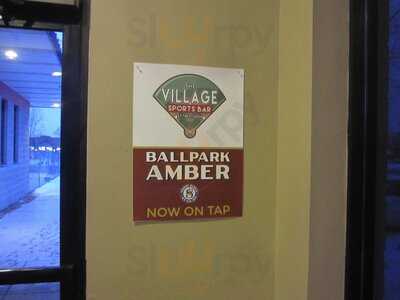 THE
VILLAGE
SPORTS BAR
BALLPARK
AMBER
NOW ON TAP